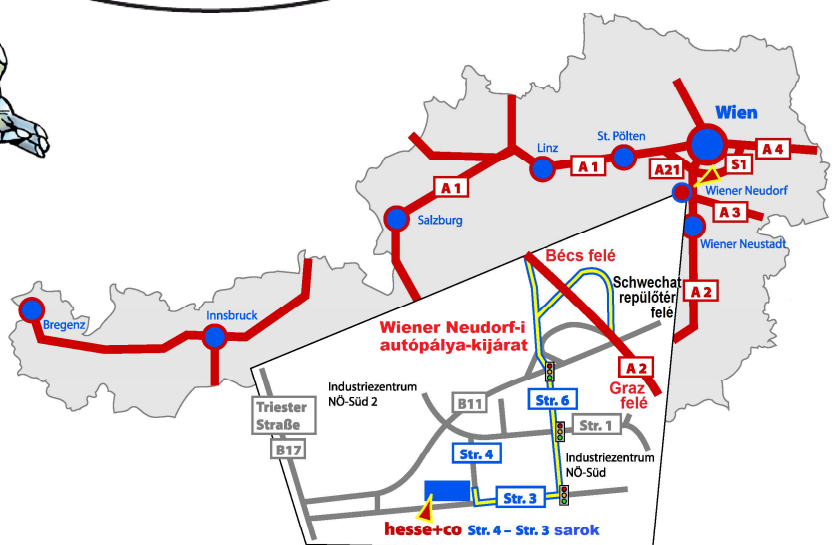 Wien
St. Pölten
Linz
A 4
S1
A21
A 1
A 1
Wiener Neudorf
A 3
Salzburg
Wiener Neustadt
A 2
Innsbruck
Bregenz
Bécs felé
Schwechat
repülőtér
felé
Wiener Neudorf-i
autópálya-kijárat
A 2
Graz
felé
Industriezentrum
NÖ-Süd 2
Triester
Straße
B17
B11
Str. 6
Str. 1
Str. 4
Industriezentrum
NÖ-Süd
Str. 3
hesse+co Str. 4 – Str. 3 sarok